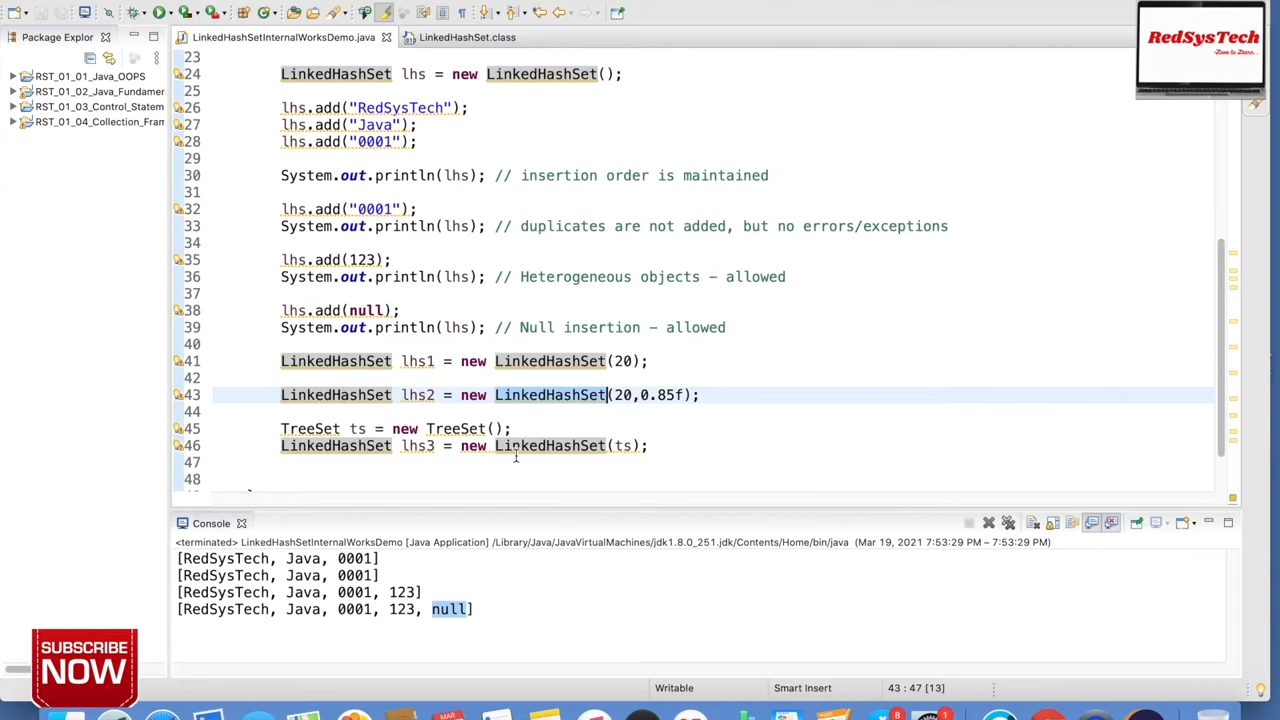 RedSysTech
-Love to Learn...
Package Explor
LinkedHashSetInternalWorksDemo.java
LinkedHashSet.class
RST_01_01_Java_OOPS
RST_01_02_Java_Fundamer
RST_01_03_Control_Statem
RST_01_04_Collection_Fram
23
24 LinkedHashSet lhs = new LinkedHashSet();
25
26 lhs.add("RedSysTech");
27 lhs.add("Java");
28 lhs.add("0001");
29
30 System.out.println(lhs); // insertion order is maintained
31
32 lhs.add("0001");
33 System.out.println(lhs); // duplicates are not added, but no errors/exceptions
34
35 lhs.add(123);
36 System.out.println(lhs); // Heterogeneous objects - allowed
37
38 lhs.add(null);
39 System.out.println(lhs); // Null insertion - allowed
40
41 LinkedHashSet lhs1 = new LinkedHashSet(20);
42
43 LinkedHashSet lhs2 = new LinkedHashSet(20,0.85f);
44
45 TreeSet ts = new TreeSet();
46 LinkedHashSet lhs3 = new LinkedHashSet(ts);
47
48
Console
<terminated> LinkedHashSetInternalWorksDemo [Java Application] /Library/Java/JavaVirtualMachines/jdk1.8.0_251.jdk/Contents/Home/bin/java (Mar 19, 2021 7:53:29 PM – 7:53:29 PM)
[RedSysTech, Java, 0001]
[RedSysTech, Java, 0001]
[RedSysTech, Java, 0001, 123]
[RedSysTech, Java, 0001, 123, null]
SUBSCRIBE
NOW
Writable
Smart Insert
43 : 47 [13]
MAR
8
1